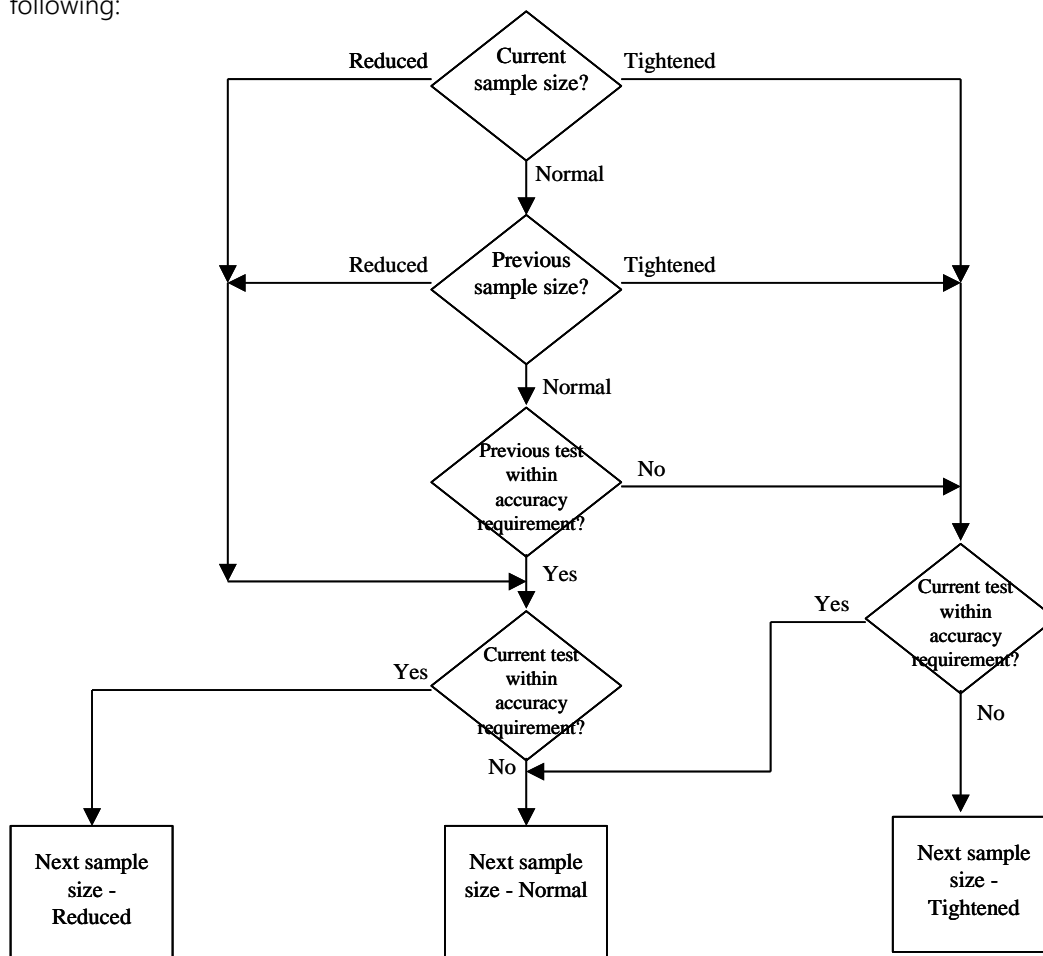 following:
Reduced
Current
sample size?
Tightened
Normal
Reduced
Previous
sample size?
Tightened
Normal
Previous test
within
accuracy
requirement?
No
Yes
Current test
within
accuracy
requirement?
Yes
Yes
Current test
within
accuracy
requirement?
No
No
Next sample
size -
Reduced
Next sample
size - Normal
Next sample
size -
Tightened